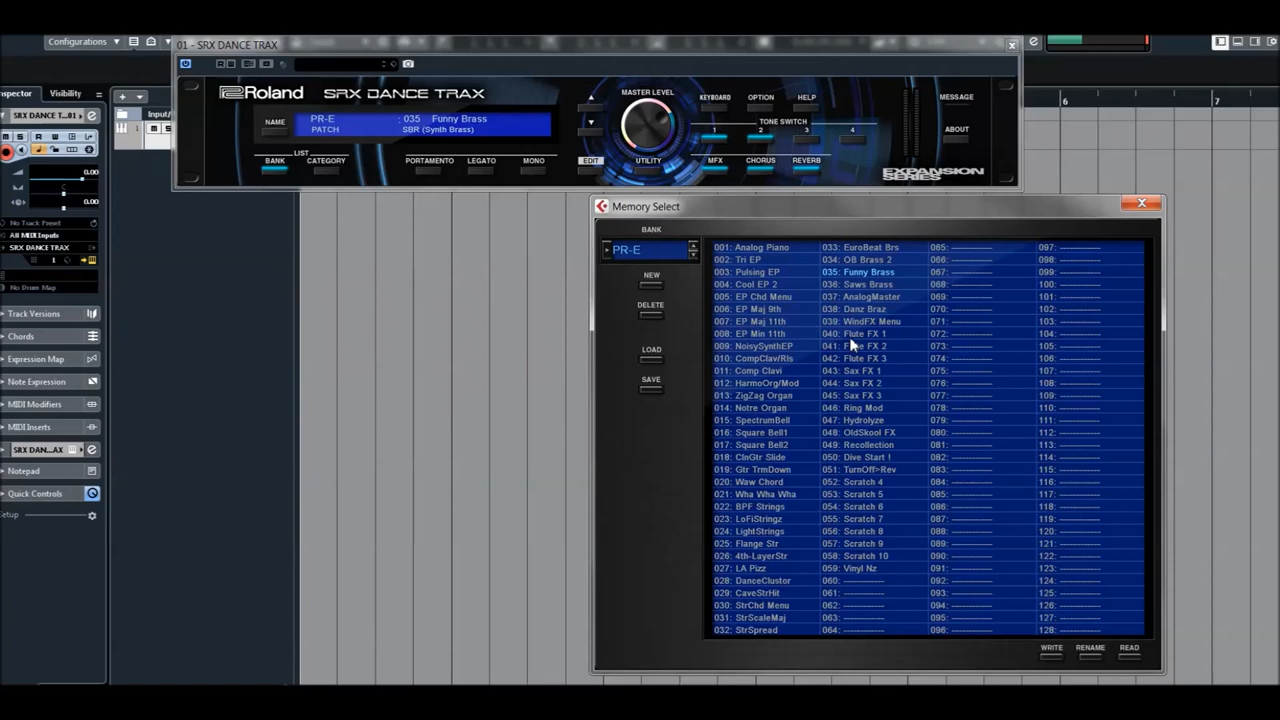 Configurations
01 - SRX DANCE TRAX
6
7
Inspector
Visibility
SRX DANCE T...01
Input/
M S R W
0.00
0.00
No Track Preset
All MIDI Inputs
SRX DANCE TRAX
1
No Drum Map
Track Versions
Chords
Expression Map
Note Expression
MIDI Modifiers
MIDI Inserts
SRX DAN...AX
Notepad
Quick Controls
Setup
Roland SRX DANCE TRAX
NAME
PR-E : 035 Funny Brass
PATCH SBR (Synth Brass)
LIST
BANK CATEGORY PORTAMENTO LEGATO MONO
EDIT
MASTER LEVEL
UTILITY
KEYBOARD OPTION HELP
TONE SWITCH
1 2 3 4
MFX CHORUS REVERB
MESSAGE
ABOUT
EXPANSION SERIES
Memory Select
BANK
PR-E
NEW
DELETE
LOAD
SAVE
001: Analog Piano
002: Tri EP
003: Pulsing EP
004: Cool EP 2
005: EP Chd Menu
006: EP Maj 9th
007: EP Maj 11th
008: EP Min 11th
009: NoisySynthEP
010: CompClav/Rls
011: Comp Clavi
012: HarmoOrg/Mod
013: ZigZag Organ
014: Notre Organ
015: SpectrumBell
016: Square Bell1
017: Square Bell2
018: ClnGtr Slide
019: Gtr TrmDown
020: Waw Chord
021: Wha Wha Wha
022: BPF Strings
023: LoFiStringz
024: LightStrings
025: Flange Str
026: 4th-LayerStr
027: LA Pizz
028: DanceClustor
029: CaveStrHit
030: StrChd Menu
031: StrScaleMaj
032: StrSpread
033: EuroBeat Brs
034: OB Brass 2
035: Funny Brass
036: Saws Brass
037: AnalogMaster
038: Danz Braz
039: WindFX Menu
040: Flute FX 1
041: Flute FX 2
042: Flute FX 3
043: Sax FX 1
044: Sax FX 2
045: Sax FX 3
046: Ring Mod
047: Hydrolyze
048: OldSkool FX
049: Recollection
050: Dive Start !
051: TurnOff>Rev
052: Scratch 4
053: Scratch 5
054: Scratch 6
055: Scratch 7
056: Scratch 8
057: Scratch 9
058: Scratch 10
059: Vinyl Nz
060: ------------
061: ------------
062: ------------
063: ------------
064: ------------
065: ------------
066: ------------
067: ------------
068: ------------
069: ------------
070: ------------
071: ------------
072: ------------
073: ------------
074: ------------
075: ------------
076: ------------
077: ------------
078: ------------
079: ------------
080: ------------
081: ------------
082: ------------
083: ------------
084: ------------
085: ------------
086: ------------
087: ------------
088: ------------
089: ------------
090: ------------
091: ------------
092: ------------
093: ------------
094: ------------
095: ------------
096: ------------
097: ------------
098: ------------
099: ------------
100: ------------
101: ------------
102: ------------
103: ------------
104: ------------
105: ------------
106: ------------
107: ------------
108: ------------
109: ------------
110: ------------
111: ------------
112: ------------
113: ------------
114: ------------
115: ------------
116: ------------
117: ------------
118: ------------
119: ------------
120: ------------
121: ------------
122: ------------
123: ------------
124: ------------
125: ------------
126: ------------
127: ------------
128: ------------
WRITE RENAME READ